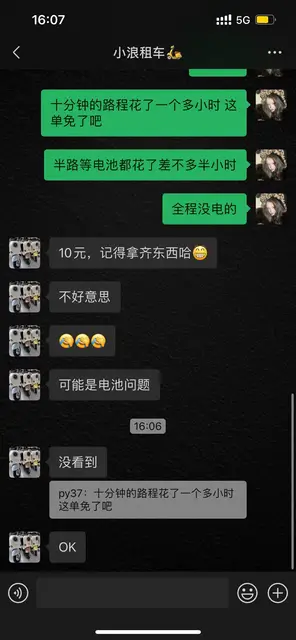 16:07
5G
小浪租车🛵
十分钟的路程花了一个多小时 这
单免了吧
半路等电池都花了差不多半小时
全程没电的
10元，记得拿齐东西哈😁
不好意思
🤣🤣🤣
可能是电池问题
16:06
没看到
py37：十分钟的路程花了一个多小时
这单免了吧
OK